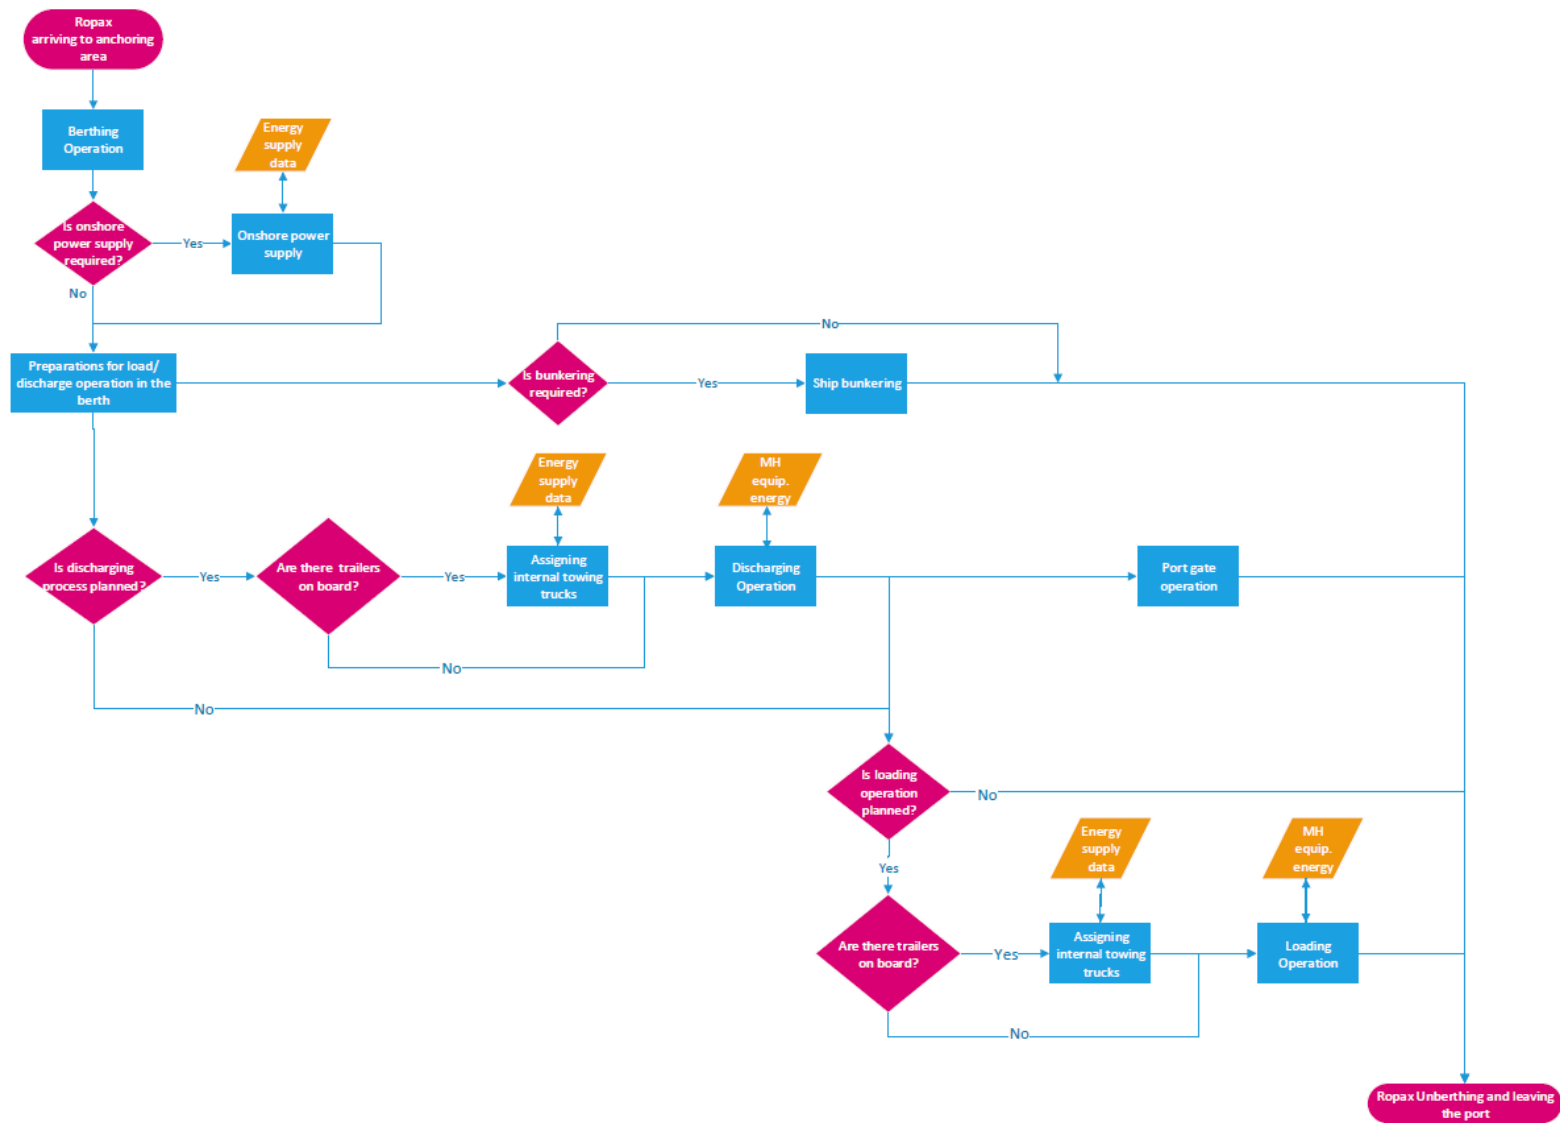 Ropax
arriving to anchoring
area
Berthing
Operation
Energy
supply
data
Is onshore
power supply
required?
Yes
Onshore power
supply
No
No
Preparations for load/
discharge operation in the
berth
Is bunkering
required?
Yes
Ship bunkering
Energy
supply
data
MH
equip.
energy
Is discharging
process planned?
Yes
Are there trailers
on board?
Yes
Assigning
internal towing
trucks
Discharging
Operation
Port gate
operation
No
No
Is loading
operation
planned?
No
Yes
Energy
supply
data
MH
equip.
energy
Are there trailers
on board?
Yes
Assigning
internal towing
trucks
Loading
Operation
No
Ropax Unberthing and leaving
the port